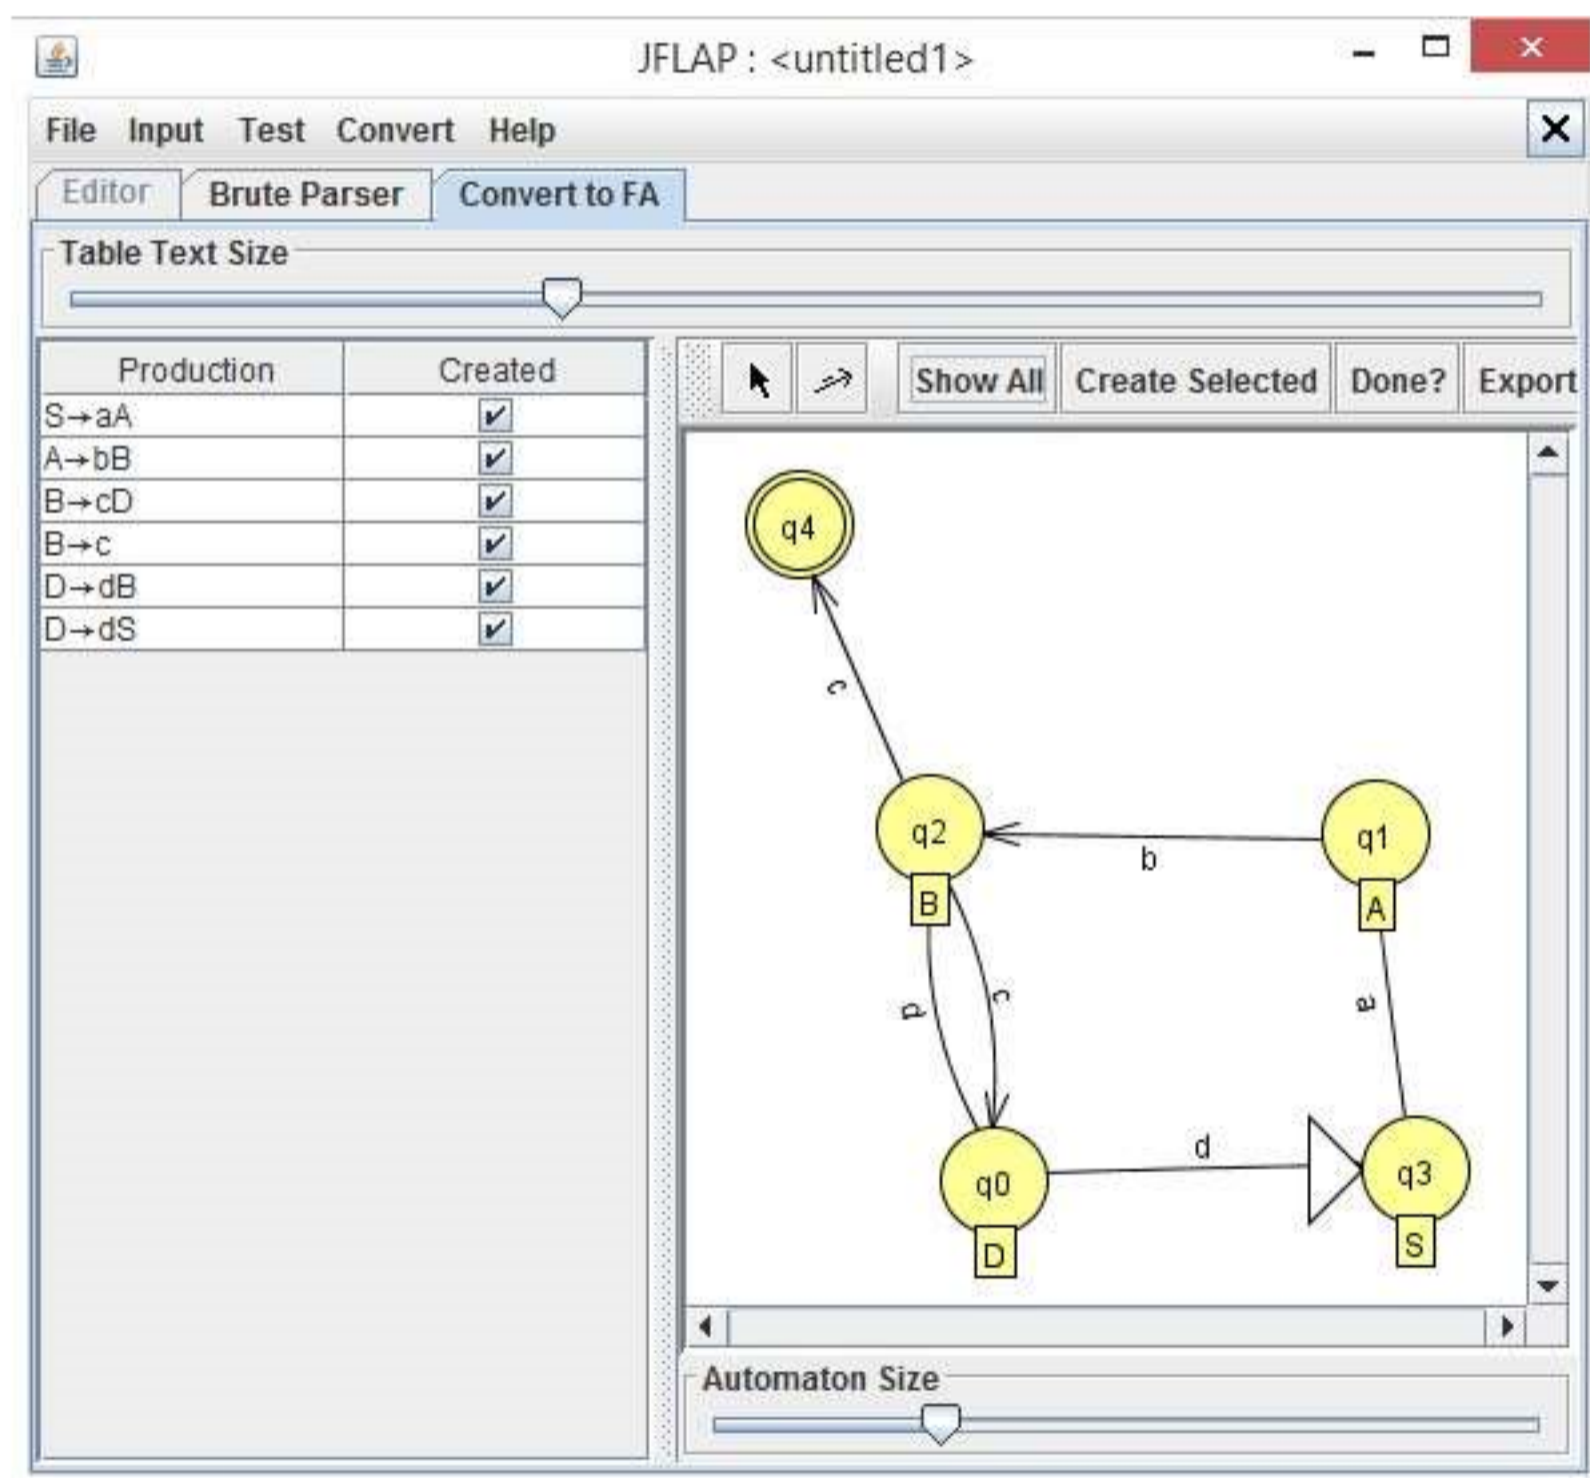 JFLAP : <untitled1>
File Input Test Convert Help
Editor Brute Parser Convert to FA
Table Text Size
Production Created
S→aA
A→bB
B→cD
B→c
D→dB
D→dS
Show All Create Selected Done? Export
q4
c
q2
q1
b
B
A
d
c
a
d
q0
q3
D
S
Automaton Size